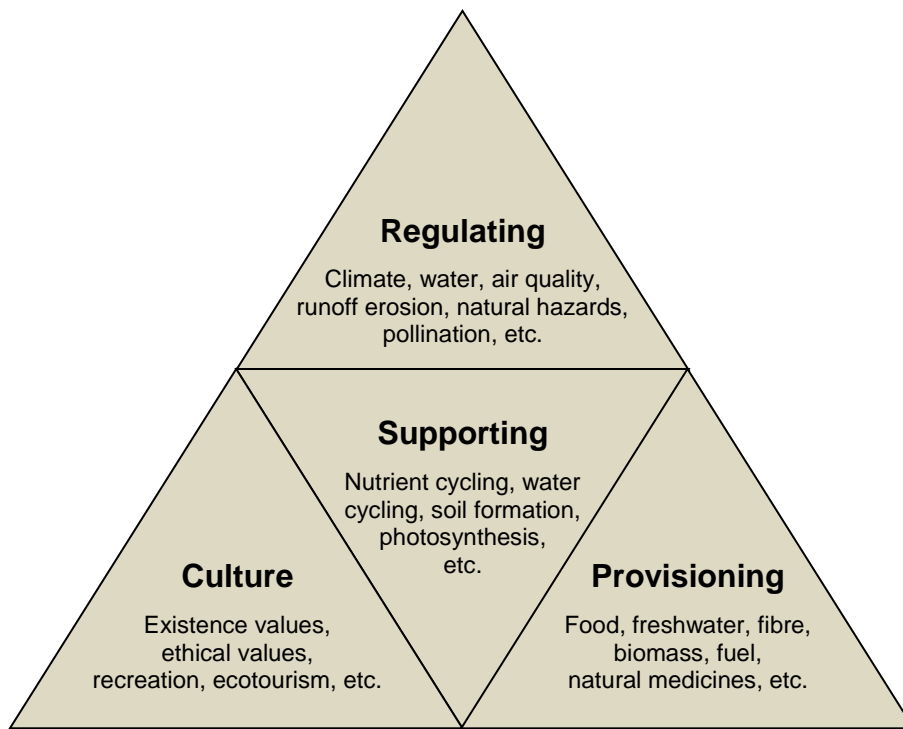 Regulating
Climate, water, air quality,
runoff erosion, natural hazards,
pollination, etc.
Supporting
Nutrient cycling, water
cycling, soil formation,
photosynthesis,
etc.
Culture
Existence values,
ethical values,
recreation, ecotourism, etc.
Provisioning
Food, freshwater, fibre,
biomass, fuel,
natural medicines, etc.